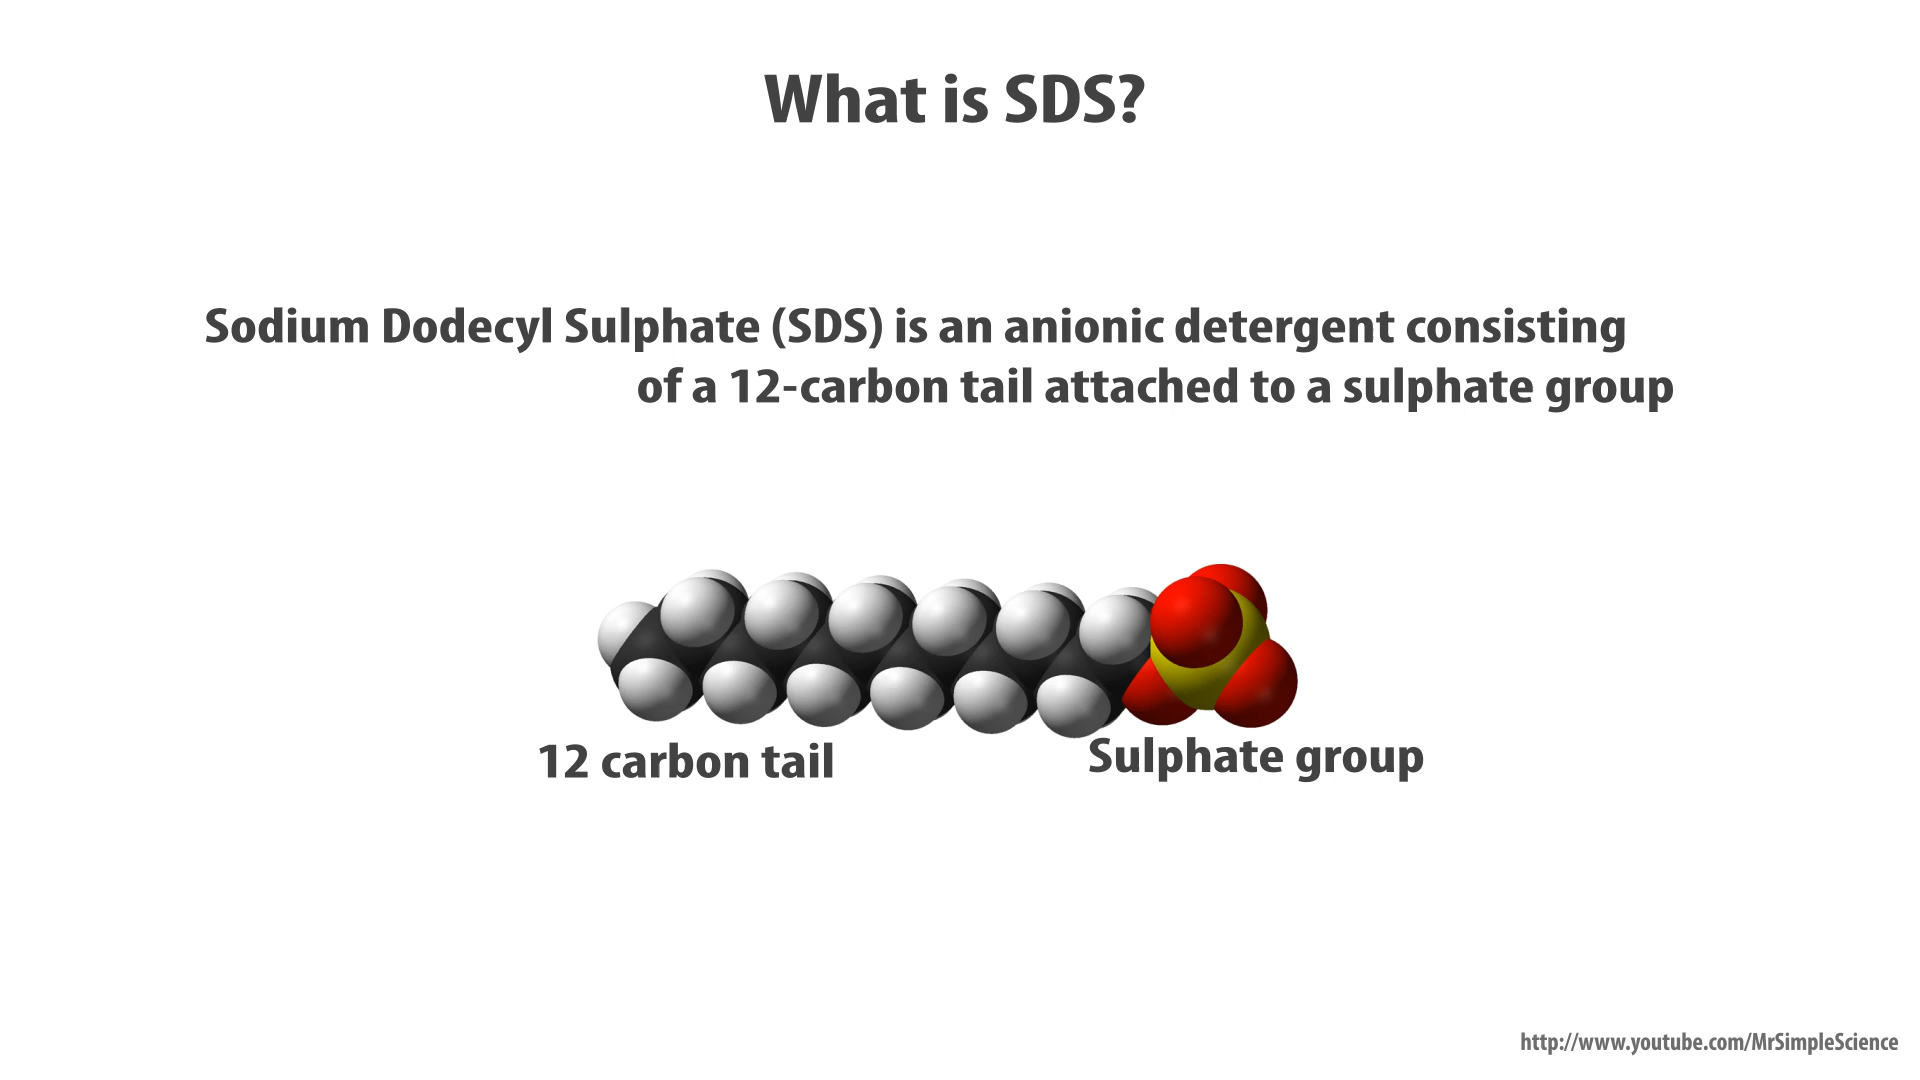 What is SDS?
Sodium Dodecyl Sulphate (SDS) is an anionic detergent consisting
of a 12-carbon tail attached to a sulphate group
12 carbon tail
Sulphate group
http://www.youtube.com/MrSimpleScience